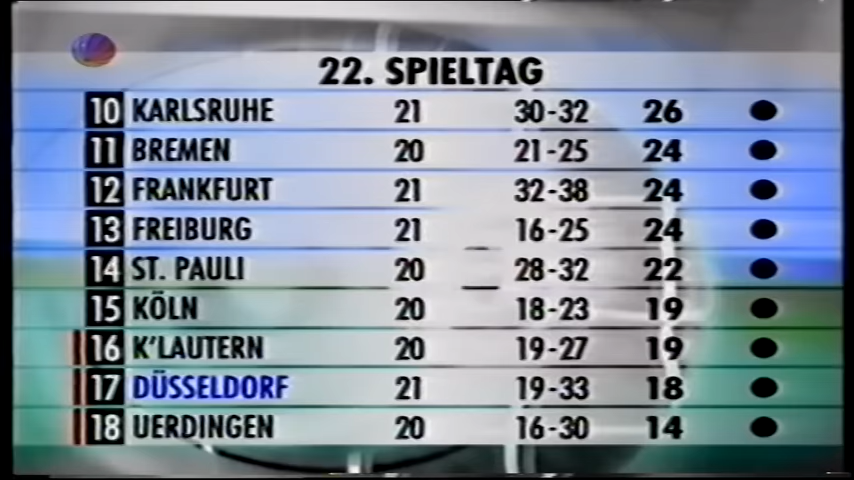 22. SPIELTAG
10 KARLSRUHE 21 30-32 26
11 BREMEN 20 21-25 24
12 FRANKFURT 21 32-38 24
13 FREIBURG 21 16-25 24
14 ST. PAULI 20 28-32 22
15 KÖLN 20 18-23 19
16 K'LAUTERN 20 19-27 19
17 DÜSSELDORF 21 19-33 18
18 UERDINGEN 20 16-30 14